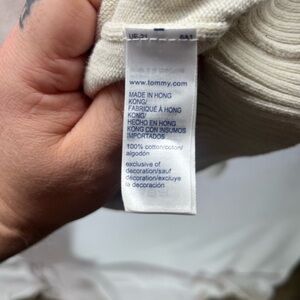 www.tommy.com
MADE IN HONG
KONG/
FABRIQUÉ À HONG
KONG/
HECHO EN HONG
KONG CON INSUMOS
IMPORTADOS
100% cotton/coton/
algodón
exclusive of
decoration/sauf
décoration/excluye
la decoración